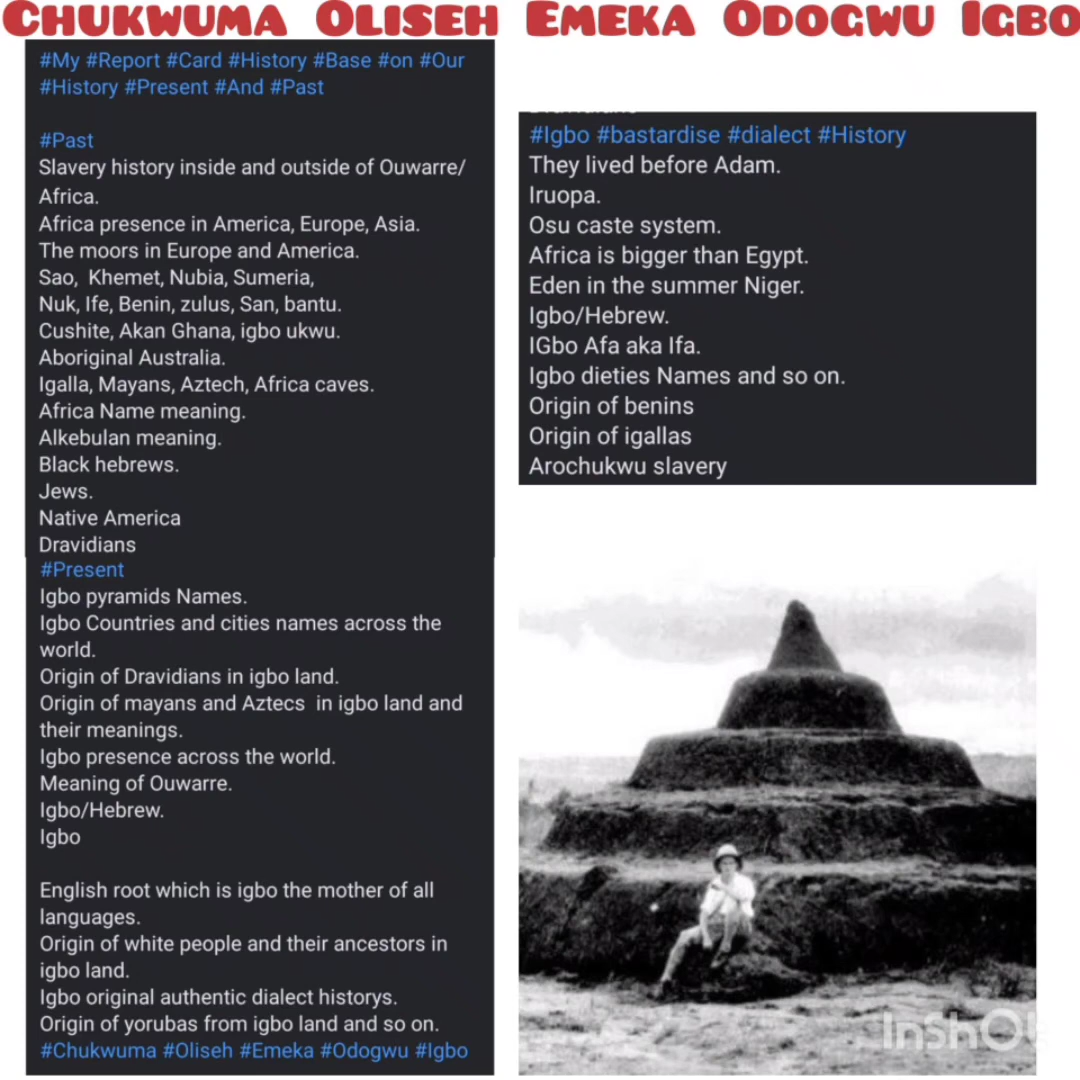 CHUKWUMA OLISEH EMEKA ODOGWU IGBO
#My #Report #Card #History #Base #on #Our
#History #Present #And #Past
#Past
Slavery history inside and outside of Ouwarre/
Africa.
Africa presence in America, Europe, Asia.
The moors in Europe and America.
Sao,  Khemet, Nubia, Sumeria,
Nuk, Ife, Benin, zulus, San, bantu.
Cushite, Akan Ghana, igbo ukwu.
Aboriginal Australia.
Igalla, Mayans, Aztech, Africa caves.
Africa Name meaning.
Alkebulan meaning.
Black hebrews.
Jews.
Native America
Dravidians
#Present
Igbo pyramids Names.
Igbo Countries and cities names across the
world.
Origin of Dravidians in igbo land.
Origin of mayans and Aztecs  in igbo land and
their meanings.
Igbo presence across the world.
Meaning of Ouwarre.
Igbo/Hebrew.
Igbo
English root which is igbo the mother of all
languages.
Origin of white people and their ancestors in
igbo land.
Igbo original authentic dialect historys.
Origin of yorubas from igbo land and so on.
#Chukwuma #Oliseh #Emeka #Odogwu #Igbo
#Igbo #bastardise #dialect #History
They lived before Adam.
Iruopa.
Osu caste system.
Africa is bigger than Egypt.
Eden in the summer Niger.
Igbo/Hebrew.
IGbo Afa aka Ifa.
Igbo dieties Names and so on.
Origin of benins
Origin of igallas
Arochukwu slavery